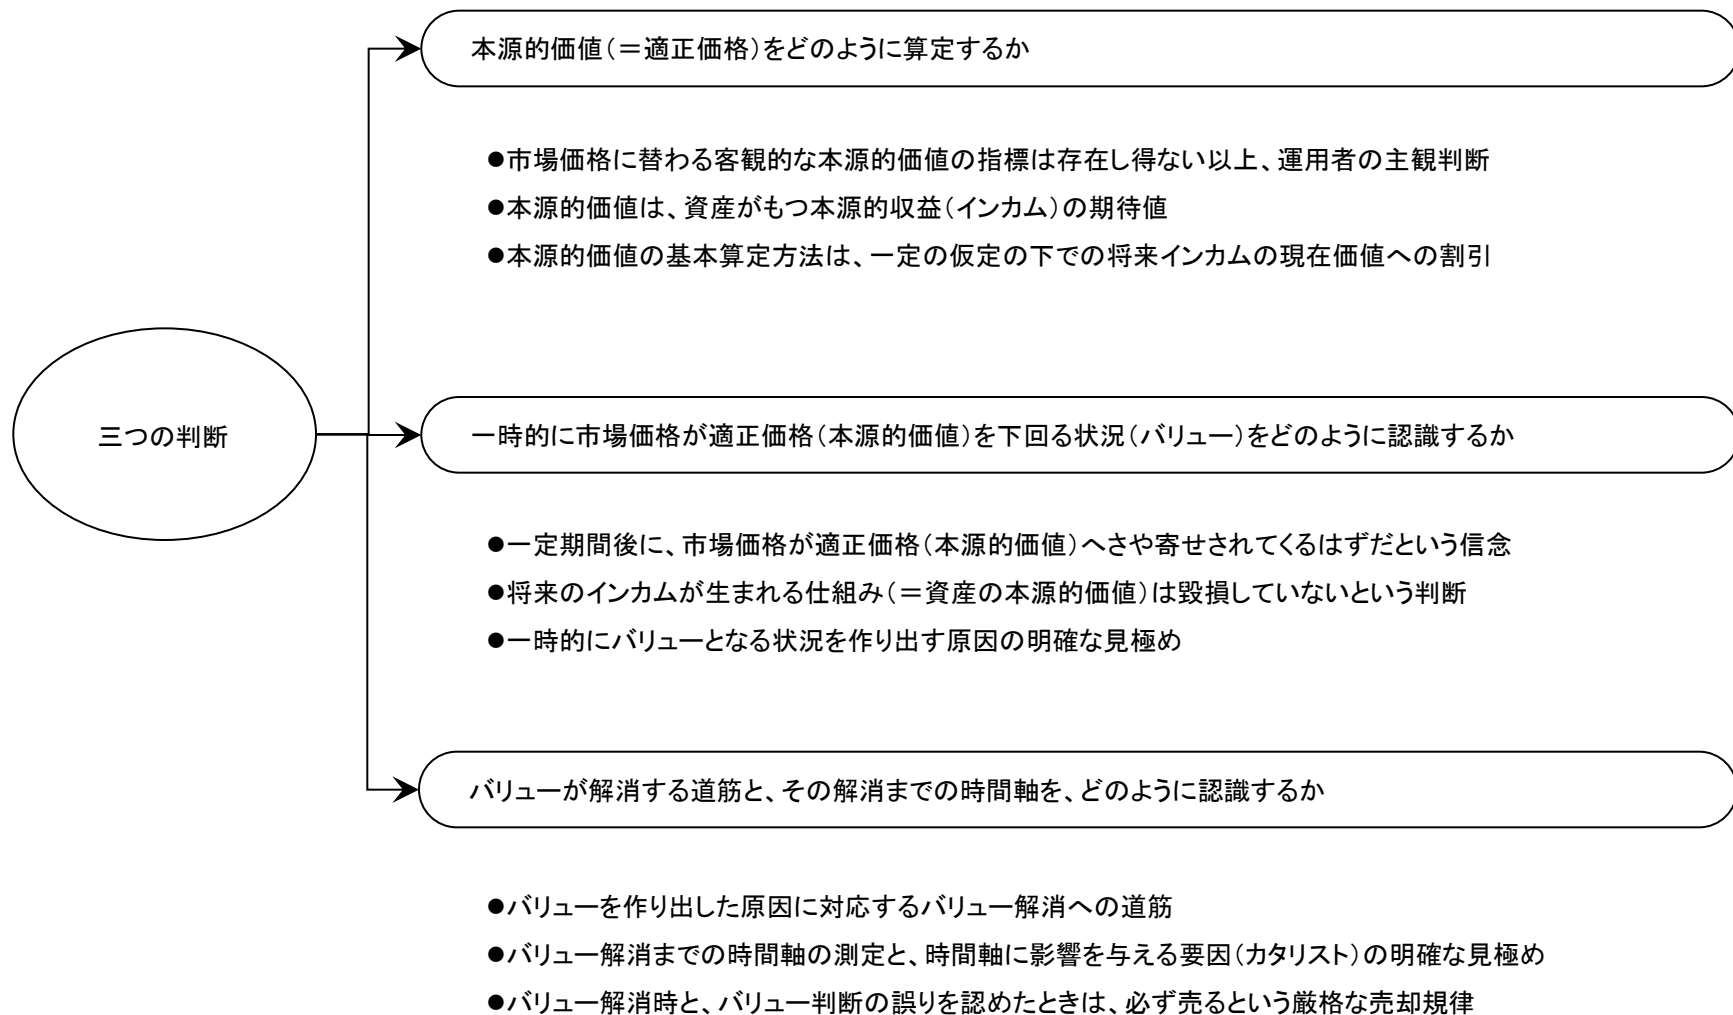 本源的価値(＝適正価格)をどのように算定するか
●市場価格に替わる客観的な本源的価値の指標は存在し得ない以上、運用者の主観判断
●本源的価値は、資産がもつ本源的収益(インカム)の期待値
●本源的価値の基本算定方法は、一定の仮定の下での将来インカムの現在価値への割引
三つの判断
一時的に市場価格が適正価格(本源的価値)を下回る状況(バリュー)をどのように認識するか
●一定期間後に、市場価格が適正価格(本源的価値)へさや寄せされてくるはずだという信念
●将来のインカムが生まれる仕組み(＝資産の本源的価値)は毀損していないという判断
●一時的にバリューとなる状況を作り出す原因の明確な見極め
バリューが解消する道筋と、その解消までの時間軸を、どのように認識するか
●バリューを作り出した原因に対応するバリュー解消への道筋
●バリュー解消までの時間軸の測定と、時間軸に影響を与える要因(カタリスト)の明確な見極め
●バリュー解消時と、バリュー判断の誤りを認めたときは、必ず売るという厳格な売却規律